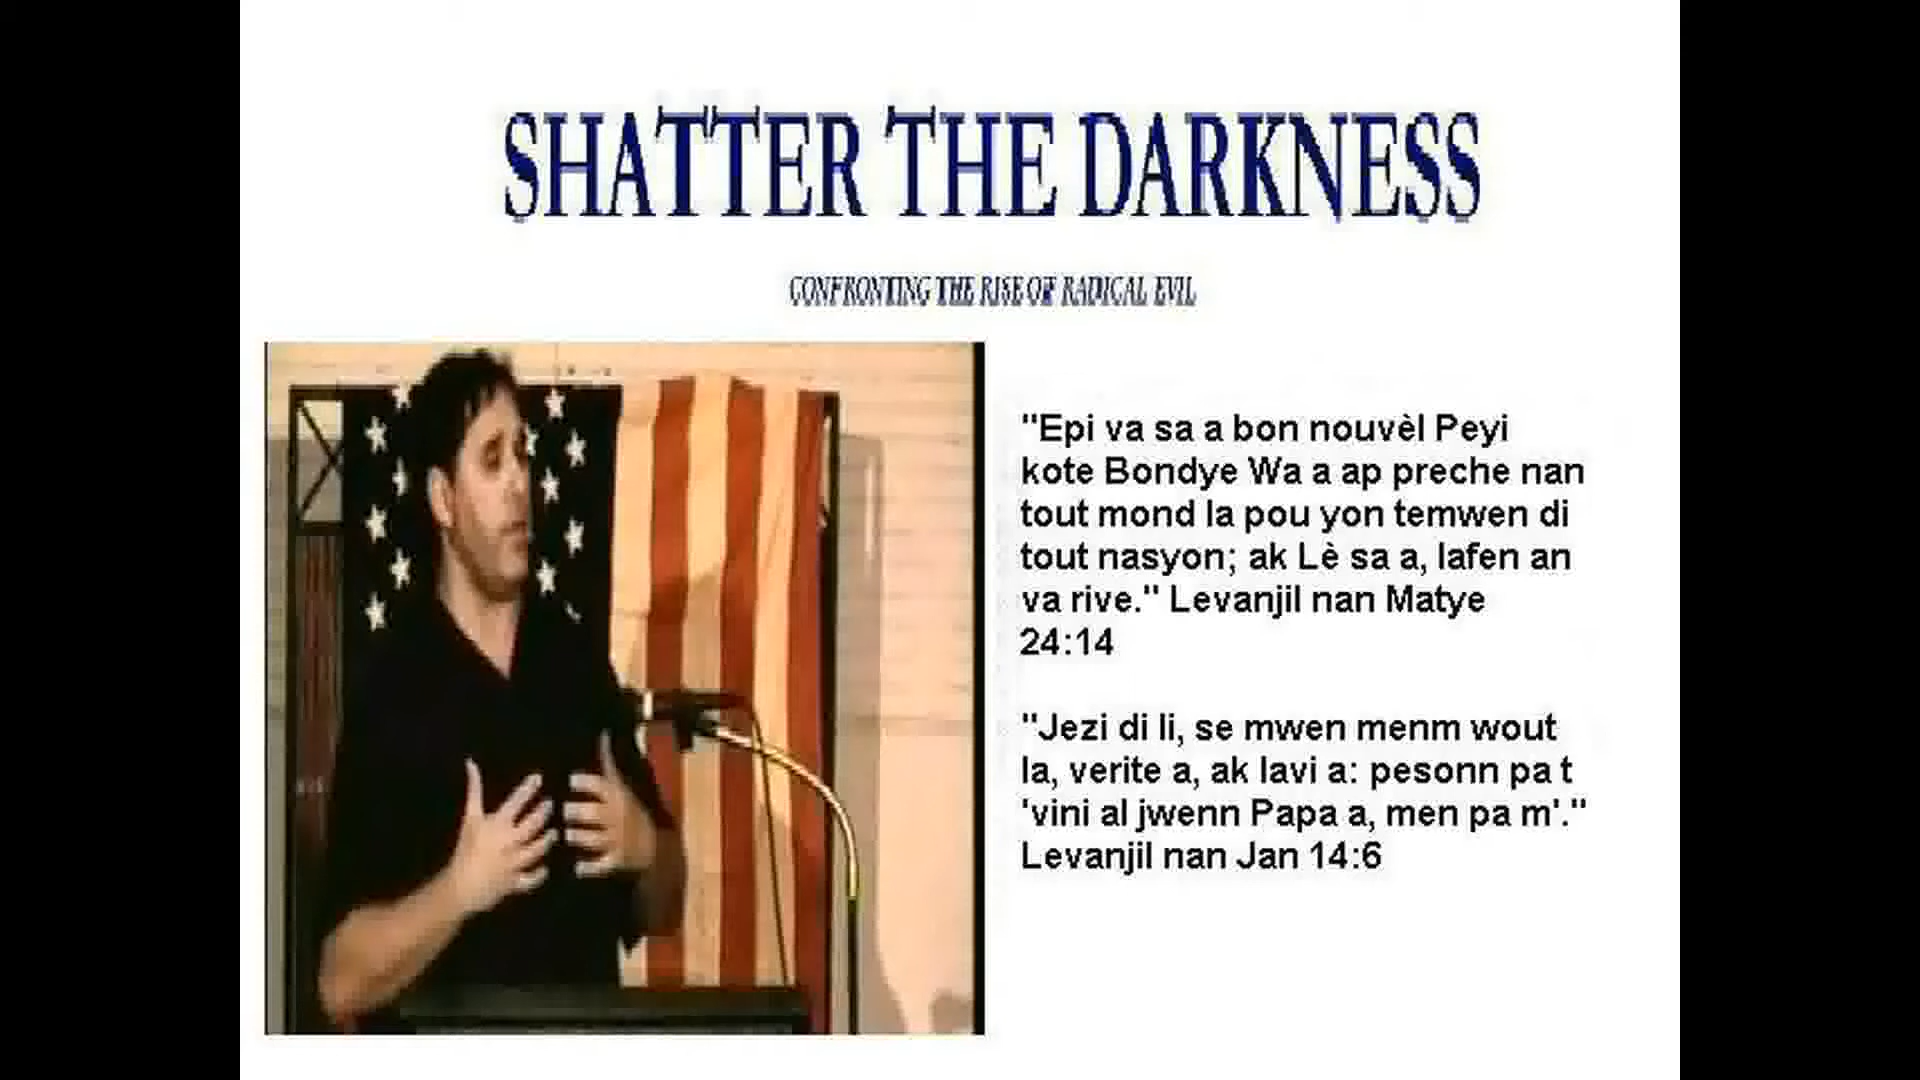 SHATTER THE DARKNESS
CONFRONTING THE RISE OF RADICAL EVIL
"Epi va sa a bon nouvèl Peyi
kote Bondye Wa a ap preche nan
tout mond la pou yon temwen di
tout nasyon; ak Lè sa a, lafen an
va rive." Levanjil nan Matye
24:14
"Jezi di li, se mwen menm wout
la, verite a, ak lavi a: pesonn pa t
'vini al jwenn Papa a, men pa m'."
Levanjil nan Jan 14:6